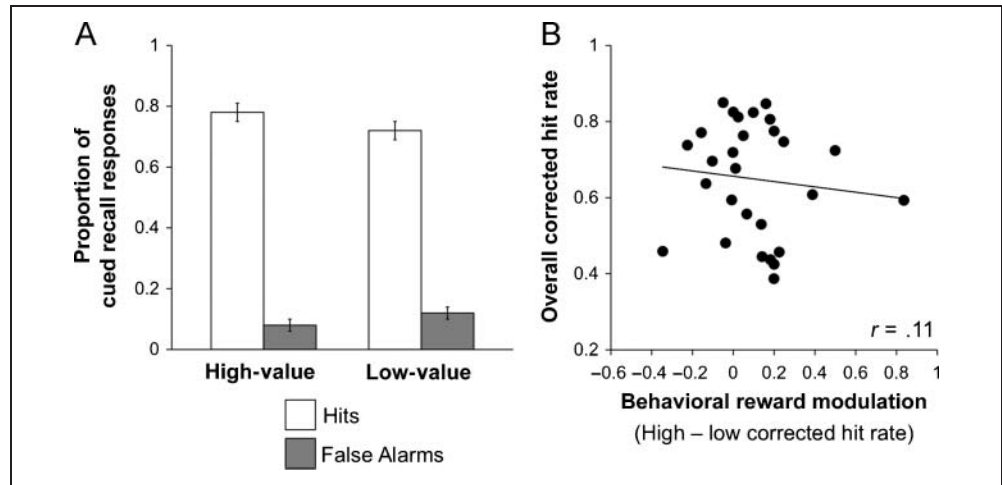 A
1
0.8
0.6
0.4
0.2
0
Proportion of
cued recall responses
High-value
Low-value
Hits
False Alarms
B
1
0.8
0.6
0.4
0.2
Overall corrected hit rate
r = .11
−0.6 −0.4 −0.2 0 0.2 0.4 0.6 0.8 1
Behavioral reward modulation
(High – low corrected hit rate)